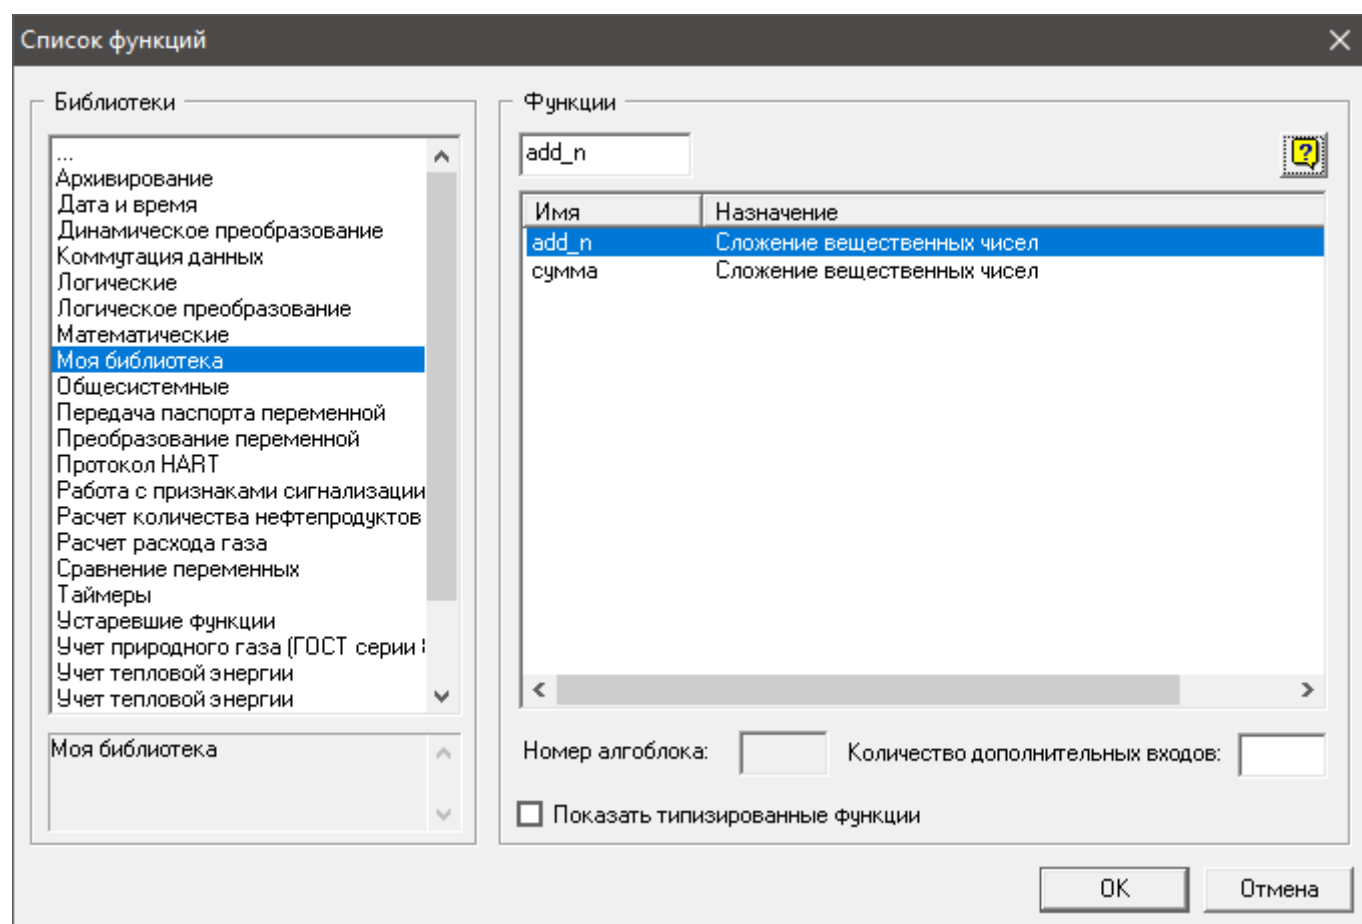 Список функций
Библиотеки
...
Архивирование
Дата и время
Динамическое преобразование
Коммутация данных
Логические
Логическое преобразование
Математические
Моя библиотека
Общесистемные
Передача паспорта переменной
Преобразование переменной
Протокол HART
Работа с признаками сигнализации
Расчет количества нефтепродуктов
Расчет расхода газа
Сравнение переменных
Таймеры
Устаревшие функции
Учет природного газа (ГОСТ серии
Учет тепловой энергии
Учет тепловой энергии
Моя библиотека
Функции
add_n
Имя Назначение
add_n Сложение вещественных чисел
сумма Сложение вещественных чисел
Номер алгоблока: Количество дополнительных входов:
Показать типизированные функции
OK Отмена